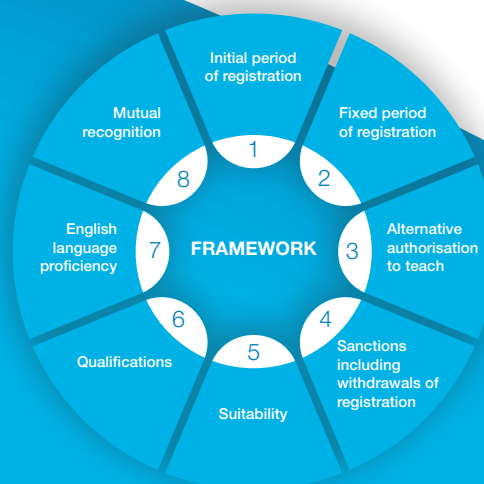 Initial period
of registration
1
Fixed period
of registration
2
Alternative
authorisation
to teach
3
Sanctions
including
withdrawals of
registration
4
Suitability
5
Qualifications
6
English
language
proficiency
7
Mutual
recognition
8
FRAMEWORK